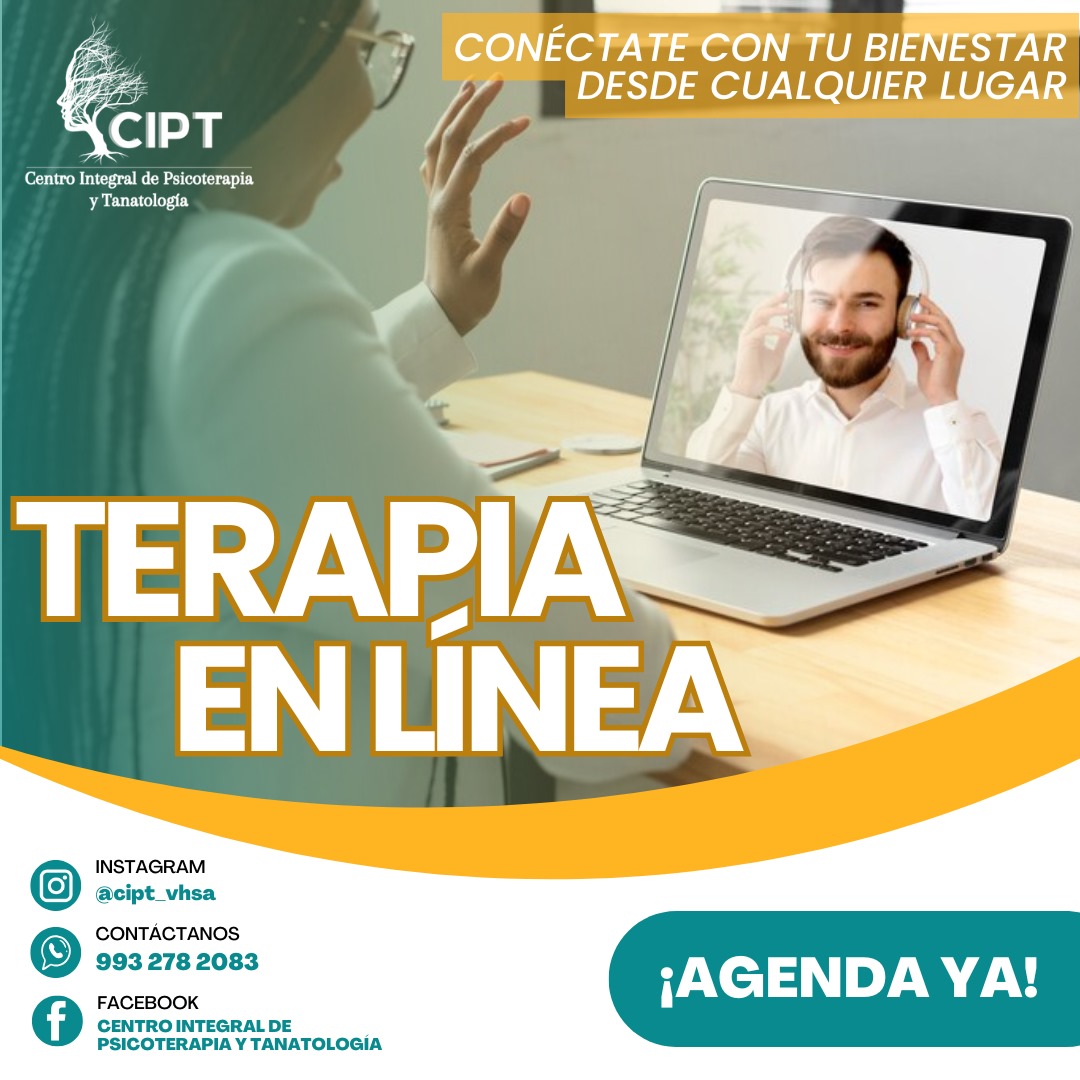 CIPT
Centro Integral de Psicoterapia
y Tanatología
CONÉCTATE CON TU BIENESTAR
DESDE CUALQUIER LUGAR
TERAPIA
EN LÍNEA
INSTAGRAM
@cipt_vhsa
CONTÁCTANOS
993 278 2083
FACEBOOK
CENTRO INTEGRAL DE
PSICOTERAPIA Y TANATOLOGÍA
¡AGENDA YA!